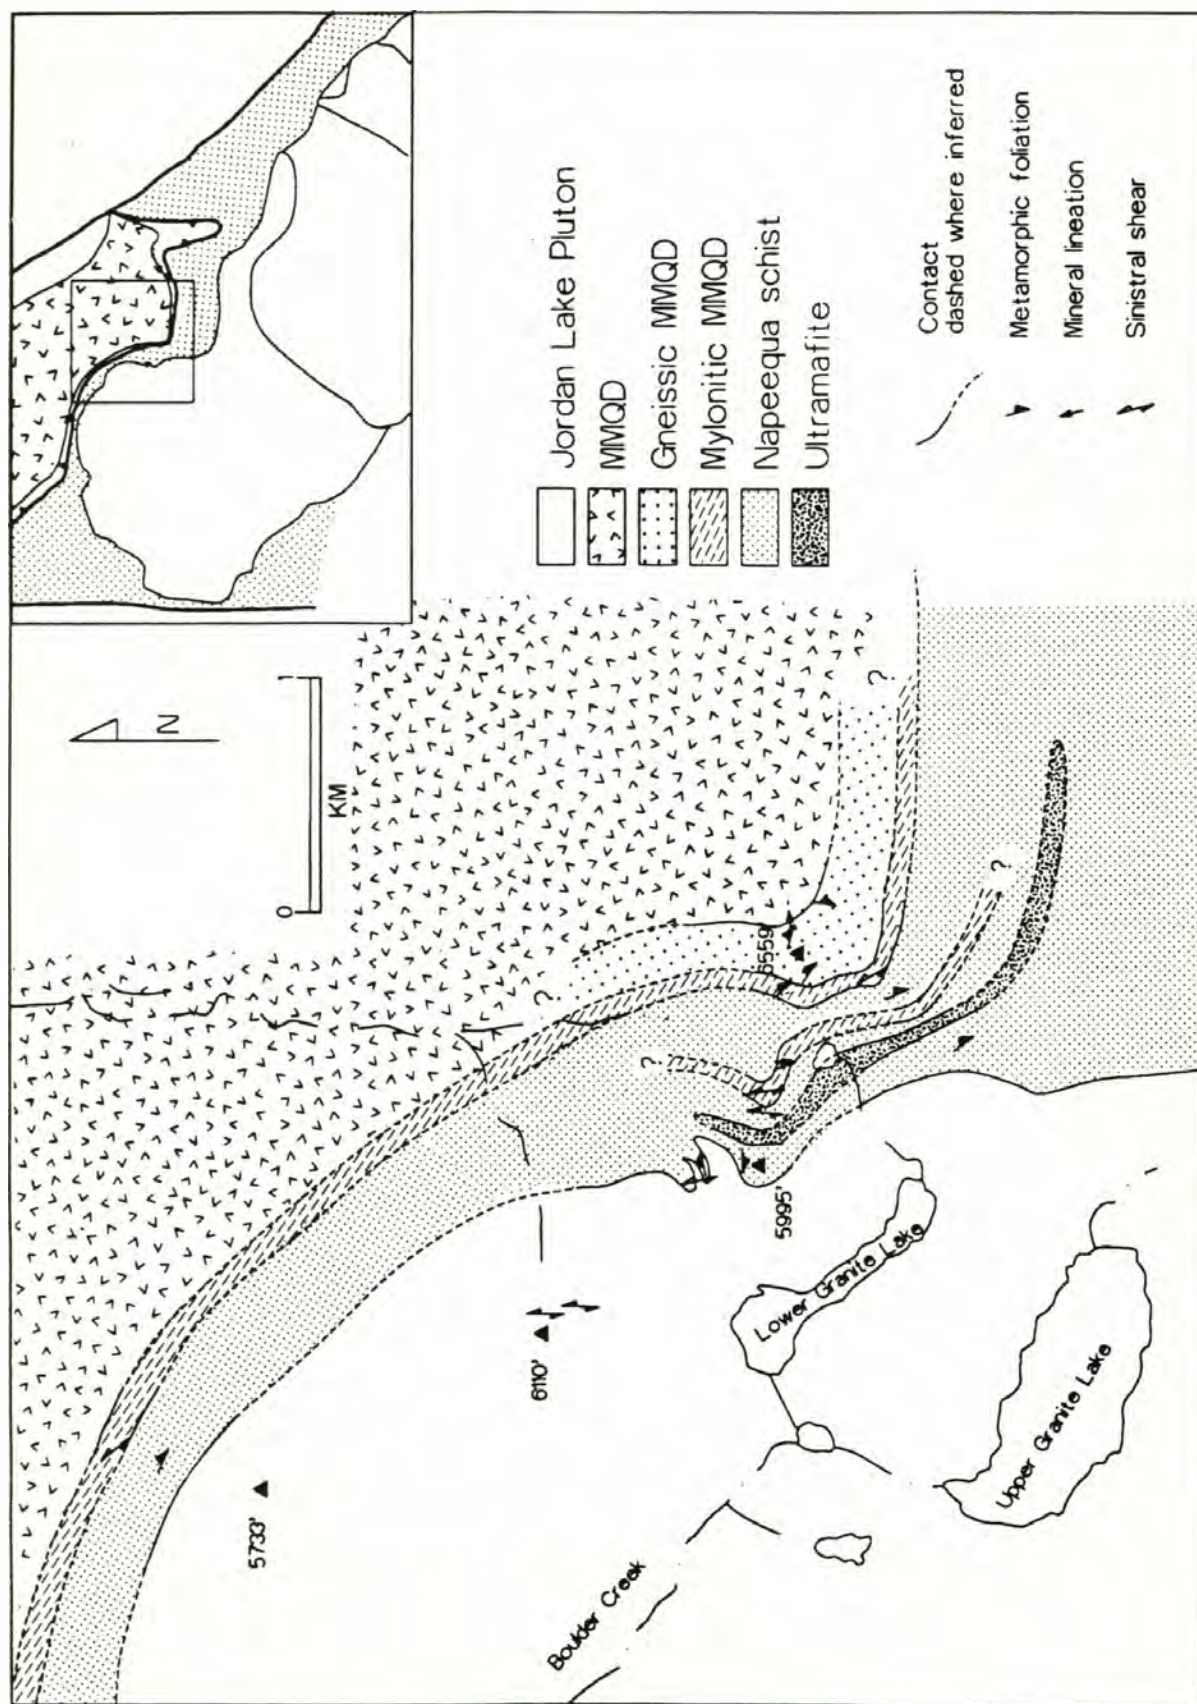 N
0 1
KM
Jordan Lake Pluton
MMQD
Gneissic MMQD
Mylonitic MMQD
Napeequa schist
Ultramafite
Contact
dashed where inferred
Metamorphic foliation
Mineral lineation
Sinistral shear
5733'
6110'
6559'
5995'
?
?
?
?
Boulder Creek
Lower Granite Lake
Upper Granite Lake